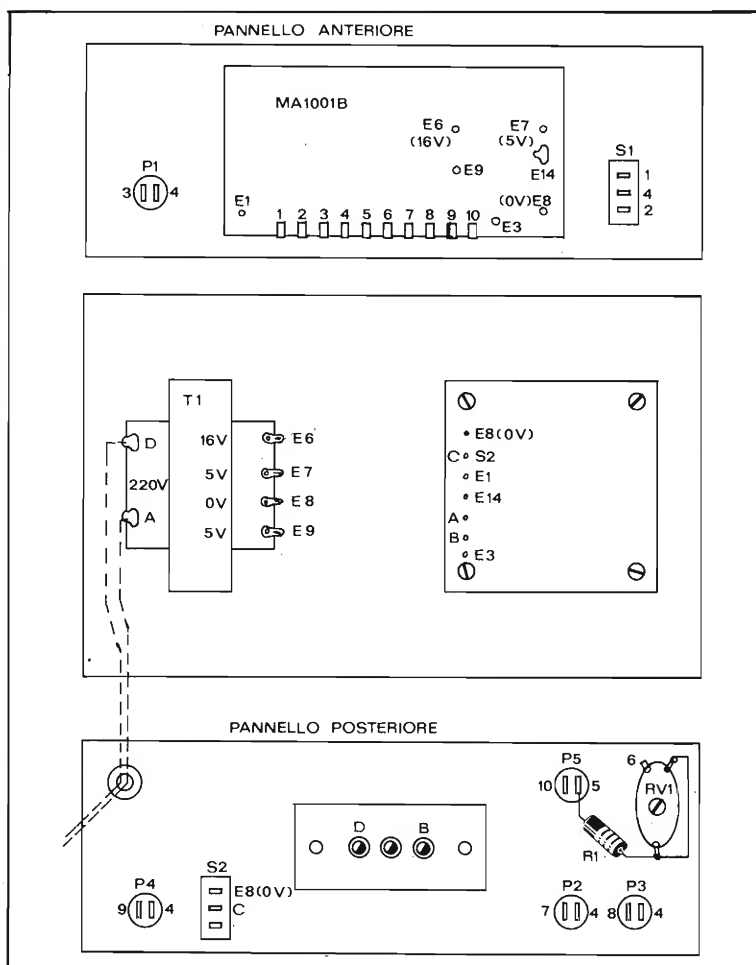 PANNELLO ANTERIORE
MA1001B
E6
(16V)
E7
(5V)
E9
E14
P1
3 4
S1
1
4
2
E1
(0V) E8
E3
1 2 3 4 5 6 7 8 9 10
T1
D
220V
A
16V E6
5V E7
0V E8
5V E9
E8(0V)
C S2
E1
E14
A
B
E3
PANNELLO POSTERIORE
P5
10 5
6
RV1
R1
D B
S2
E8(0V)
C
P4
9 4
P2
7 4
P3
8 4